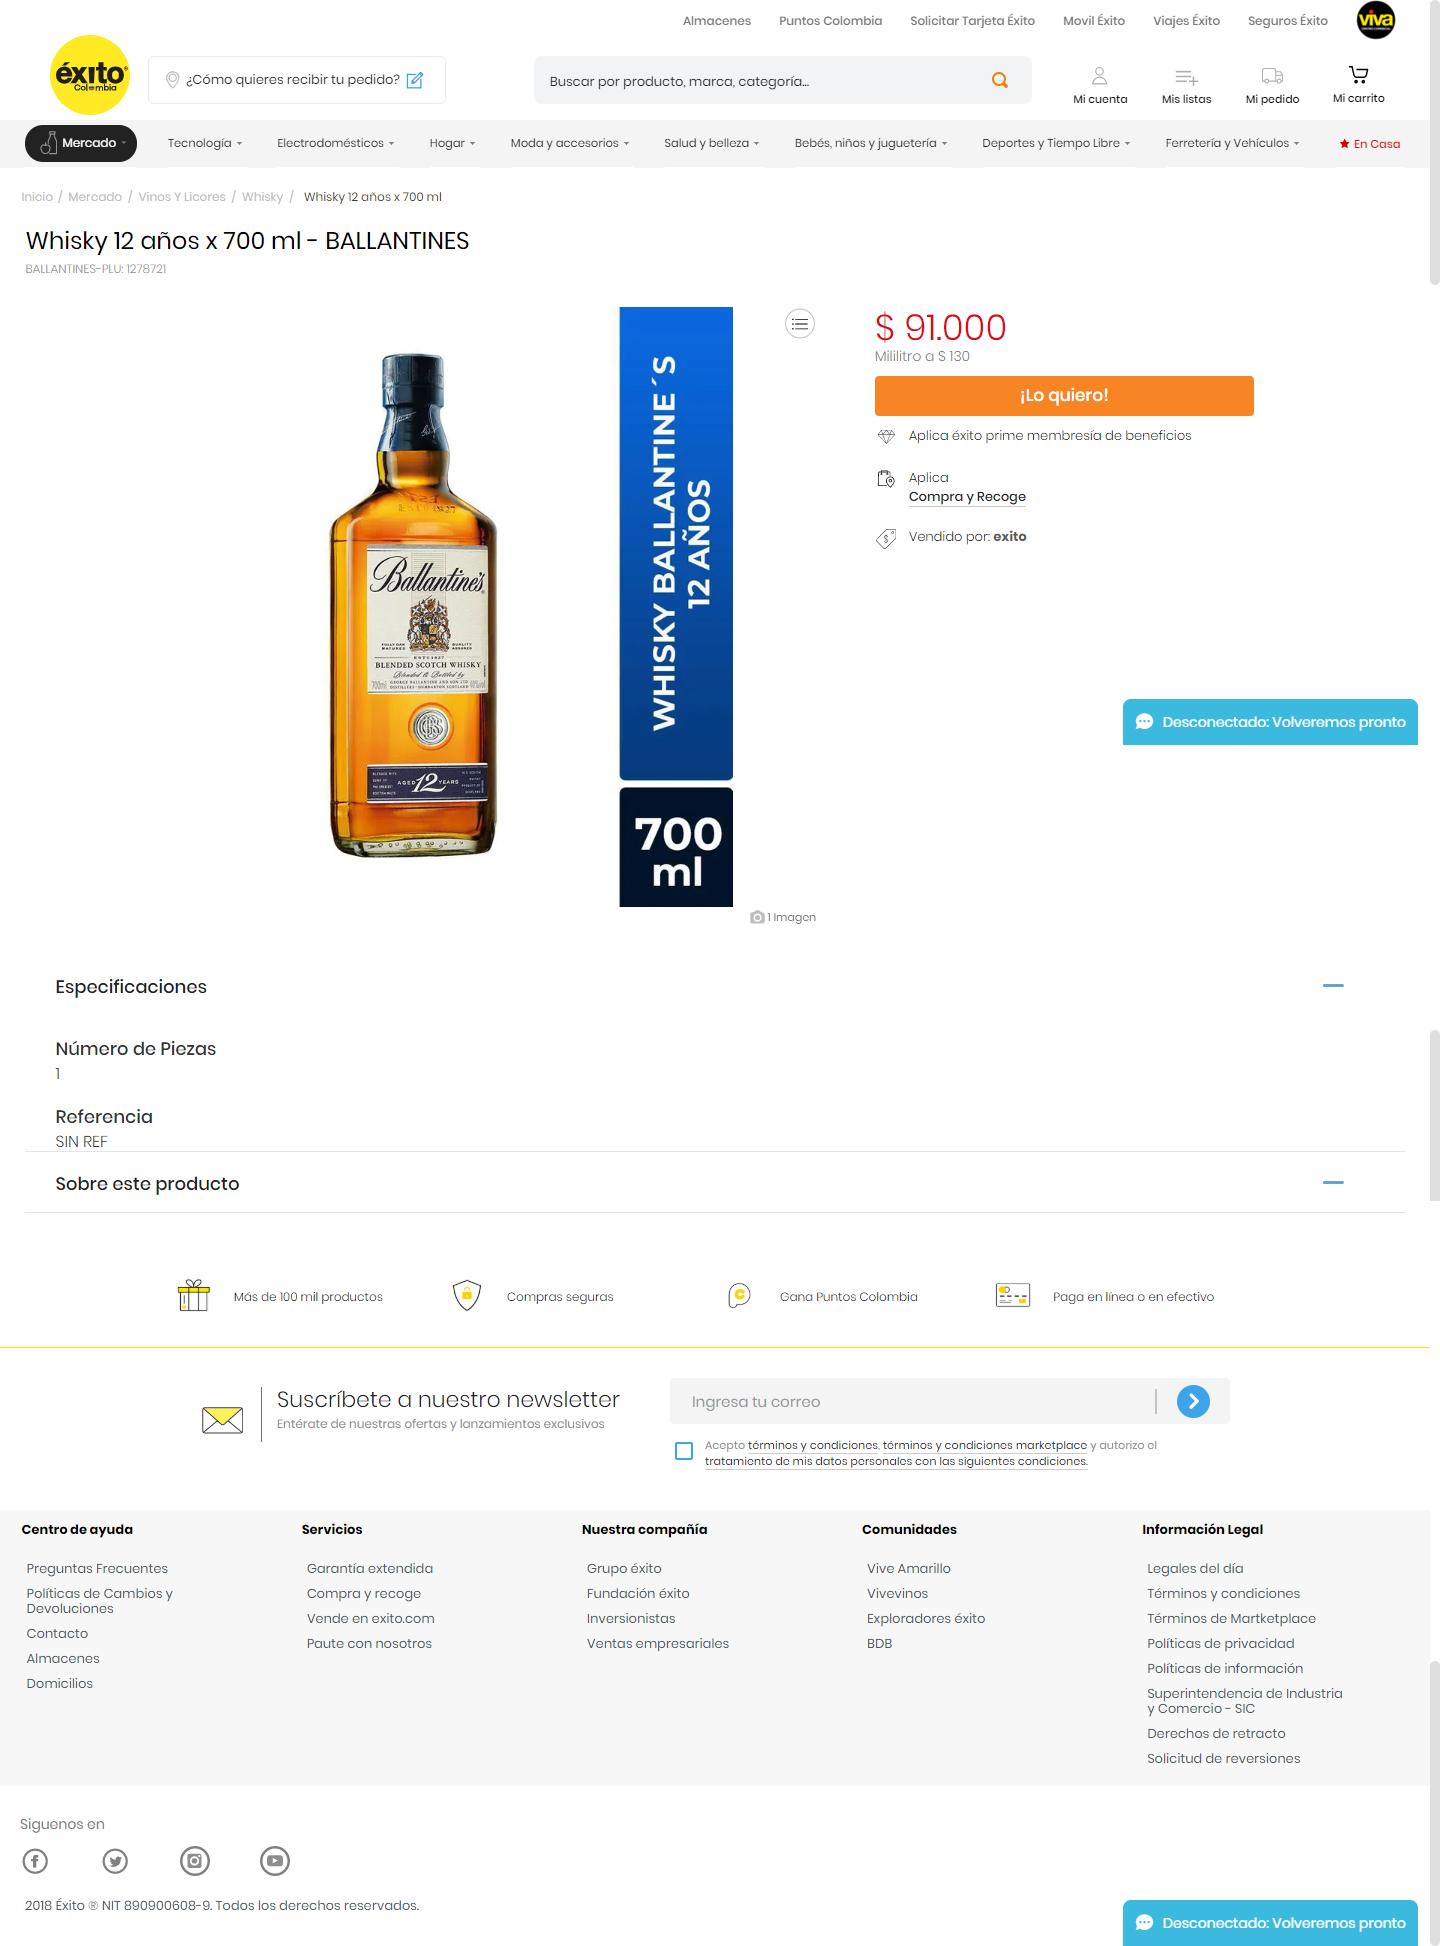 Almacenes Puntos Colombia Solicitar Tarjeta Éxito Movil Éxito Viajes Éxito Seguros Éxito viva
éxito
Colombia
¿Cómo quieres recibir tu pedido?
Buscar por producto, marca, categoría...
Mi cuenta Mis listas Mi pedido Mi carrito
Mercado Tecnología Electrodomésticos Hogar Moda y accesorios Salud y belleza Bebés, niños y juguetería Deportes y Tiempo Libre Ferretería y Vehículos En Casa
Inicio / Mercado / Vinos Y Licores / Whisky / Whisky 12 años x 700 ml
Whisky 12 años x 700 ml - BALLANTINES
BALLANTINES-PLU: 1278721
Ballantine's
BLENDED SCOTCH WHISKY
Blended & Bottled by
AGED 12 YEARS
WHISKY BALLANTINE´S
12 AÑOS
700
ml
1 Imagen
$ 91.000
Mililitro a $ 130
¡Lo quiero!
Aplica éxito prime membresía de beneficios
Aplica
Compra y Recoge
Vendido por: exito
Desconectado: Volveremos pronto
Especificaciones
Número de Piezas
1
Referencia
SIN REF
Sobre este producto
Más de 100 mil productos Compras seguras Gana Puntos Colombia Paga en línea o en efectivo
Suscríbete a nuestro newsletter
Entérate de nuestras ofertas y lanzamientos exclusivos
Ingresa tu correo
Acepto términos y condiciones, términos y condiciones marketplace y autorizo el
tratamiento de mis datos personales con las siguientes condiciones.
Centro de ayuda
Preguntas Frecuentes
Políticas de Cambios y
Devoluciones
Contacto
Almacenes
Domicilios
Servicios
Garantía extendida
Compra y recoge
Vende en exito.com
Paute con nosotros
Nuestra compañía
Grupo éxito
Fundación éxito
Inversionistas
Ventas empresariales
Comunidades
Vive Amarillo
Vivevinos
Exploradores éxito
BDB
Información Legal
Legales del día
Términos y condiciones
Términos de Martketplace
Políticas de privacidad
Políticas de información
Superintendencia de Industria
y Comercio - SIC
Derechos de retracto
Solicitud de reversiones
Siguenos en
2018 Éxito ® NIT 890900608-9. Todos los derechos reservados.
Desconectado: Volveremos pronto